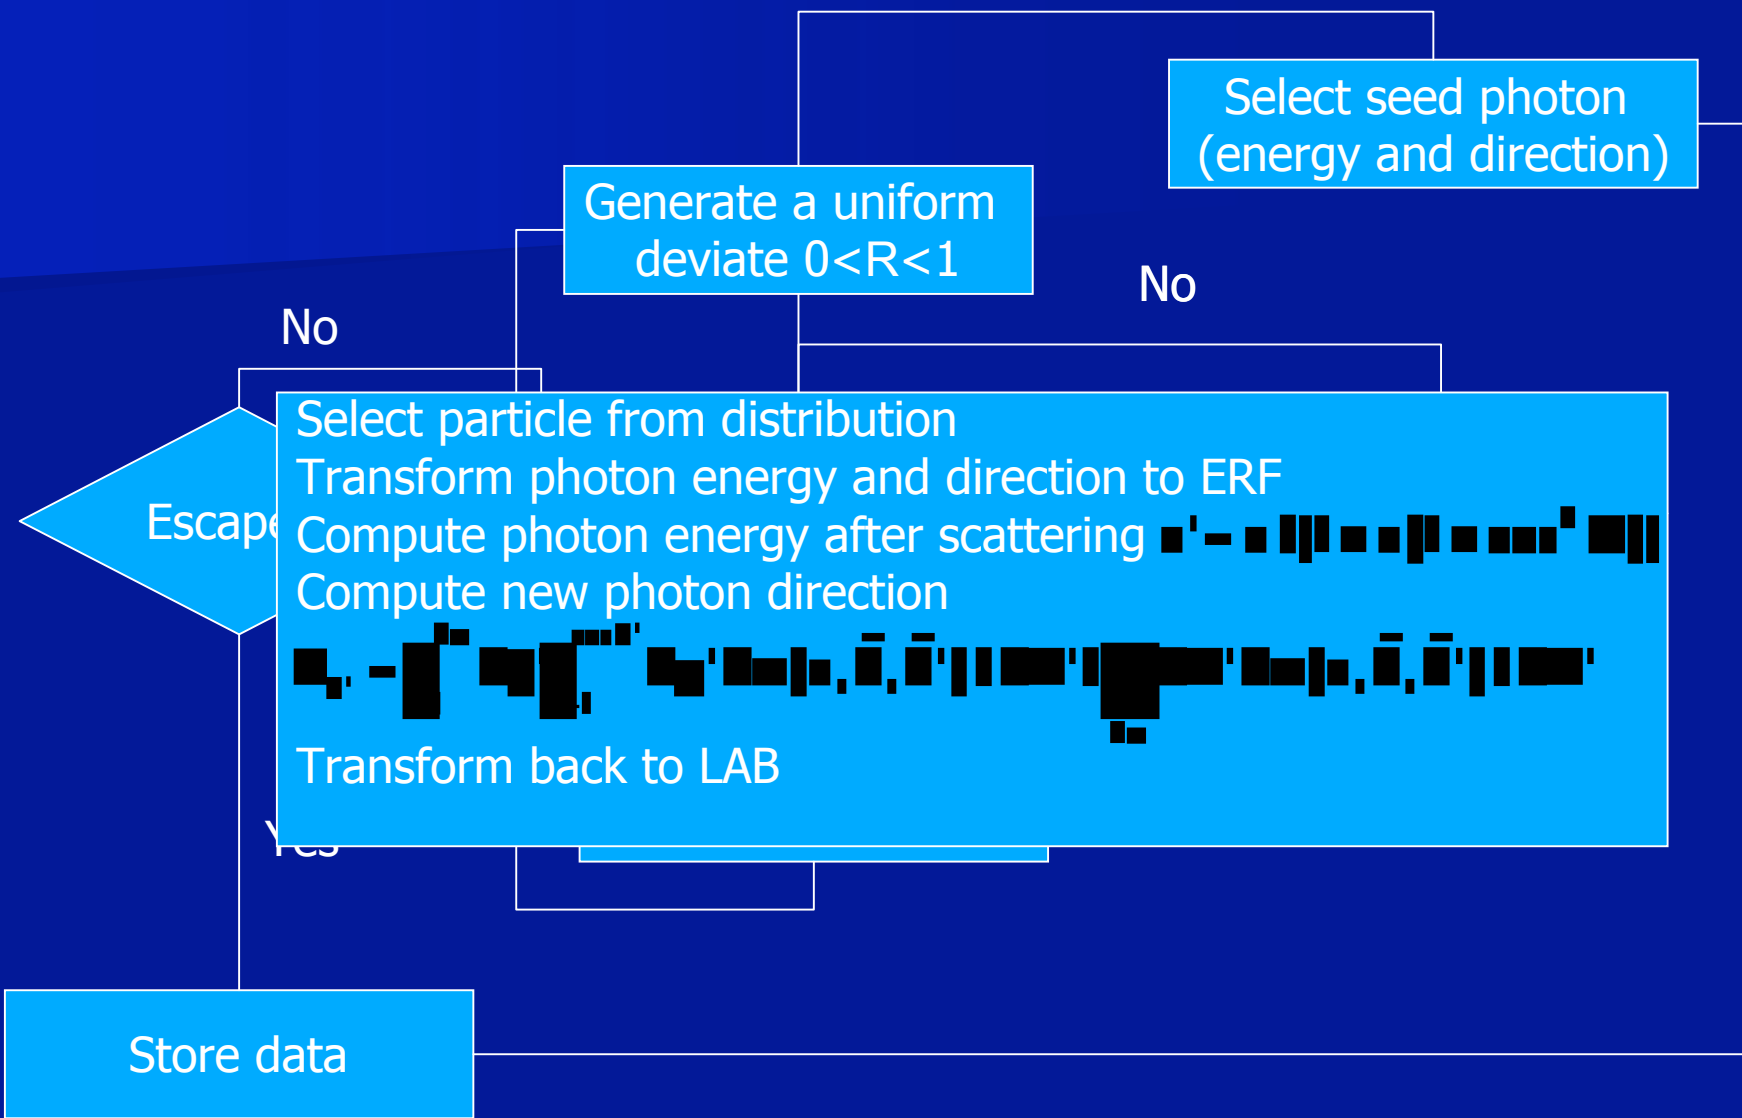 Select seed photon
(energy and direction)
Generate a uniform
deviate 0<R<1
No
No
Select particle from distribution
Transform photon energy and direction to ERF
Escape
Compute photon energy after scattering
Compute new photon direction
Transform back to LAB
Yes
Store data